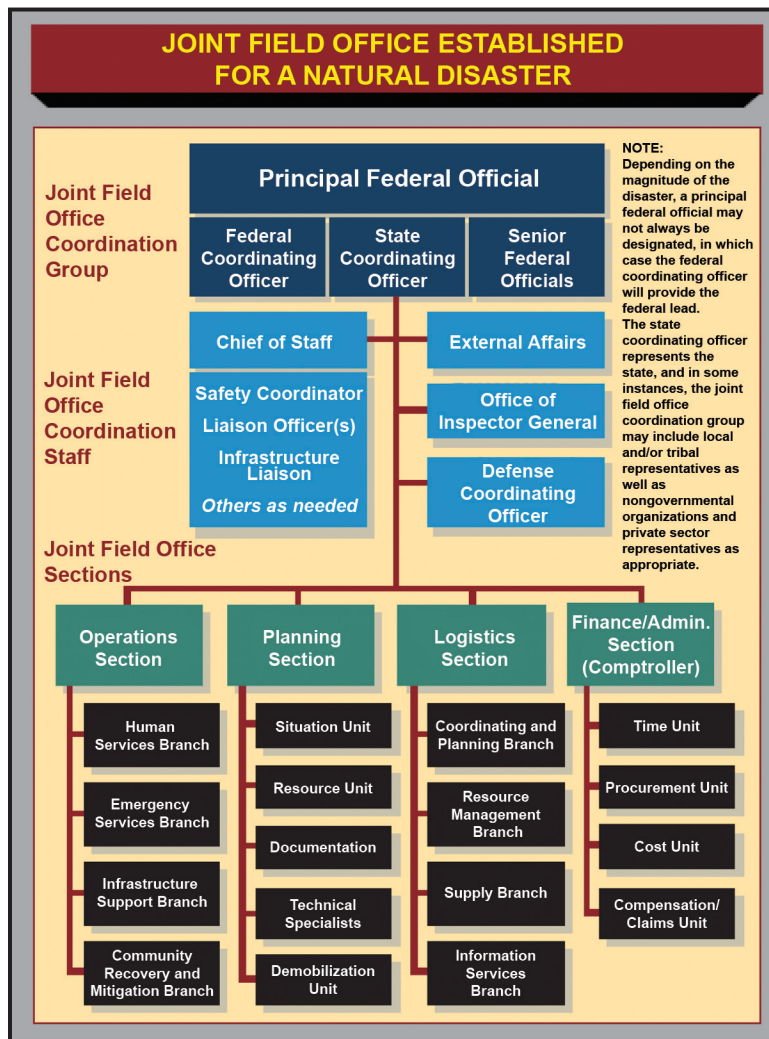 JOINT FIELD OFFICE ESTABLISHED
FOR A NATURAL DISASTER
Joint Field
Office
Coordination
Group
Principal Federal Official
Federal
Coordinating
Officer
State
Coordinating
Officer
Senior
Federal
Officials
NOTE:
Depending on the
magnitude of the
disaster, a principal
federal official may
not always be
designated, in which
case the federal
coordinating officer
will provide the
federal lead.
The state
coordinating officer
represents the
state, and in some
instances, the joint
field office
coordination group
may include local
and/or tribal
representatives as
well as
nongovernmental
organizations and
private sector
representatives as
appropriate.
Joint Field
Office
Coordination
Staff
Chief of Staff
Safety Coordinator
Liaison Officer(s)
Infrastructure
Liaison
Others as needed
External Affairs
Office of
Inspector General
Defense
Coordinating
Officer
Joint Field Office
Sections
Operations
Section
Human
Services Branch
Emergency
Services Branch
Infrastructure
Support Branch
Community
Recovery and
Mitigation Branch
Planning
Section
Situation Unit
Resource Unit
Documentation
Technical
Specialists
Demobilization
Unit
Logistics
Section
Coordinating and
Planning Branch
Resource
Management
Branch
Supply Branch
Information
Services
Branch
Finance/Admin.
Section
(Comptroller)
Time Unit
Procurement Unit
Cost Unit
Compensation/
Claims Unit